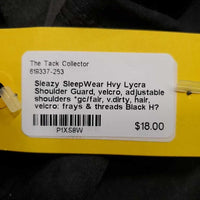 The Tack Collector
619337-253
Sleazy SleepWear Hvy Lycra
Shoulder Guard, velcro, adjustable
shoulders *gc/fair, v.dirty, hair,
velcro: frays & threads Black H?
$18.00
P1XS8W